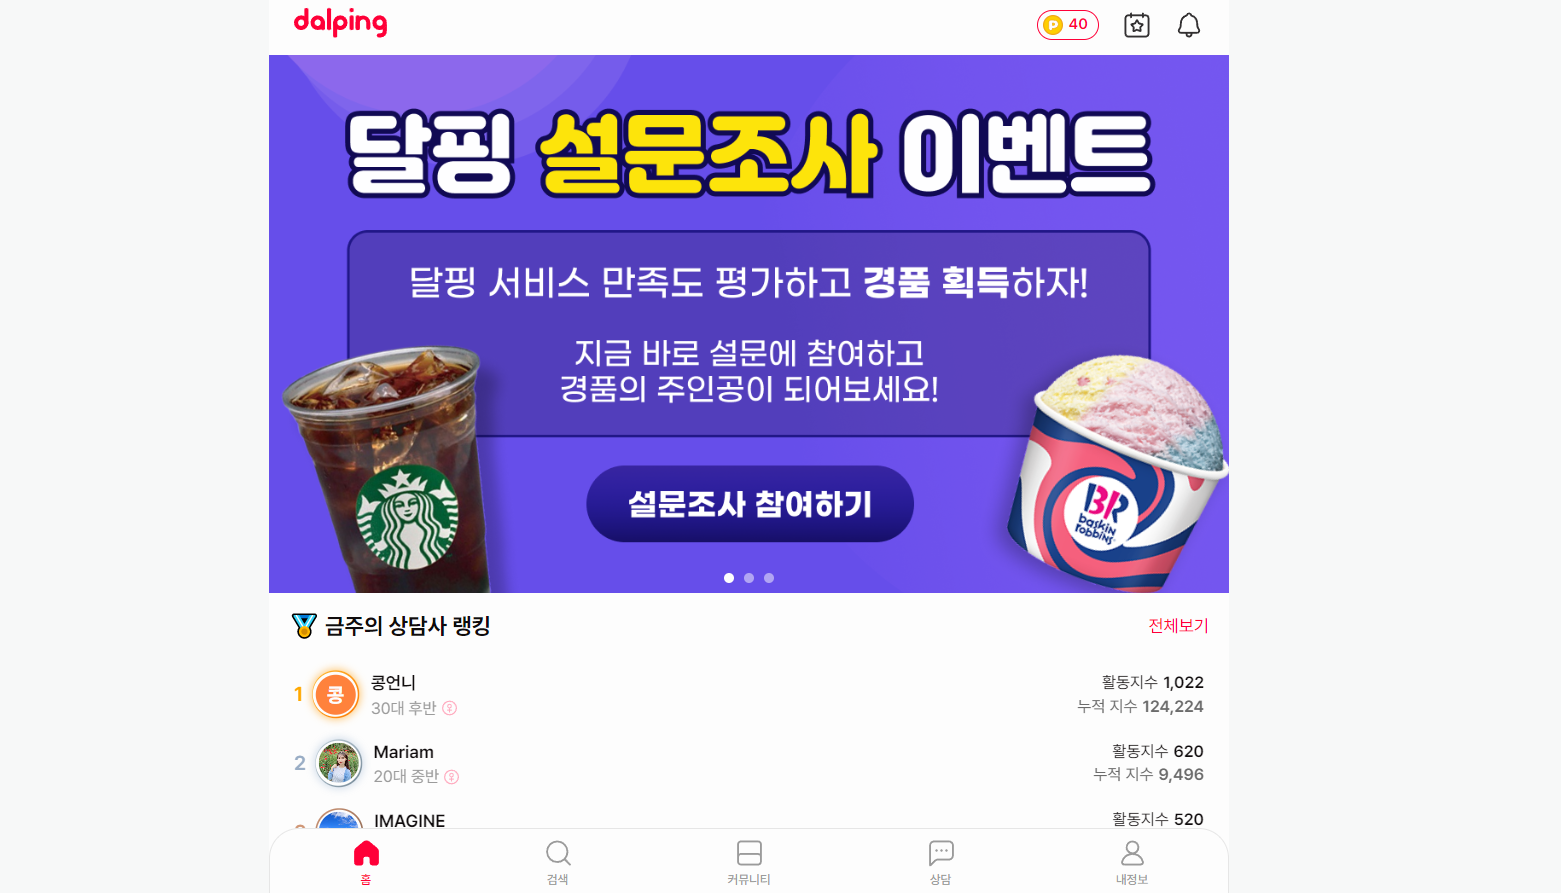 dalping
P 40
달핑 설문조사 이벤트
달핑 서비스 만족도 평가하고 경품 획득하자!
지금 바로 설문에 참여하고
경품의 주인공이 되어보세요!
BR
baskin
robbins
설문조사 참여하기
금주의 상담사 랭킹
전체보기
1
콩
콩언니
30대 후반
활동지수 1,022
누적 지수 124,224
2
Mariam
20대 중반
활동지수 620
누적 지수 9,496
IMAGINE
활동지수 520
홈
검색
커뮤니티
상담
내정보